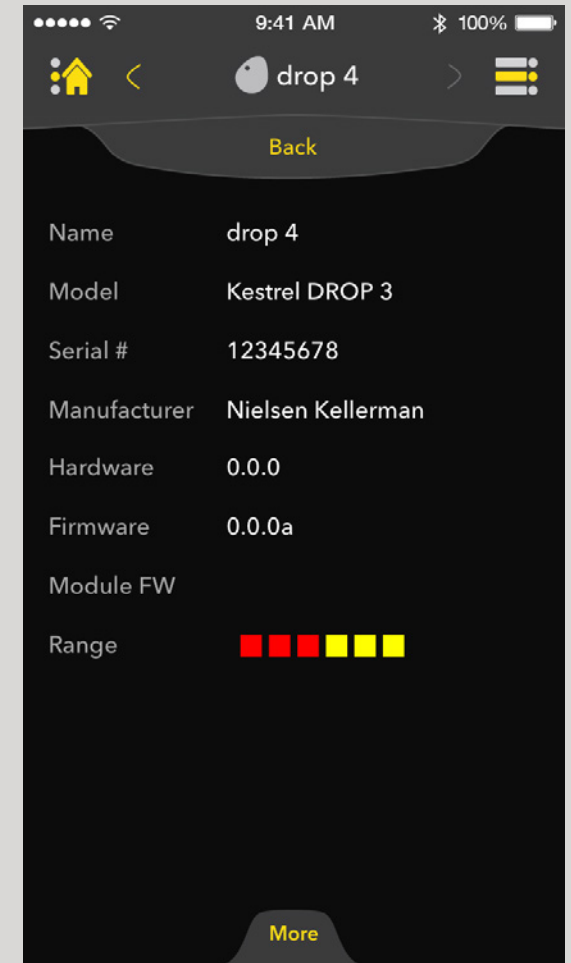 9:41 AM 100%
drop 4
Back
Name drop 4
Model Kestrel DROP 3
Serial # 12345678
Manufacturer Nielsen Kellerman
Hardware 0.0.0
Firmware 0.0.0a
Module FW
Range
More